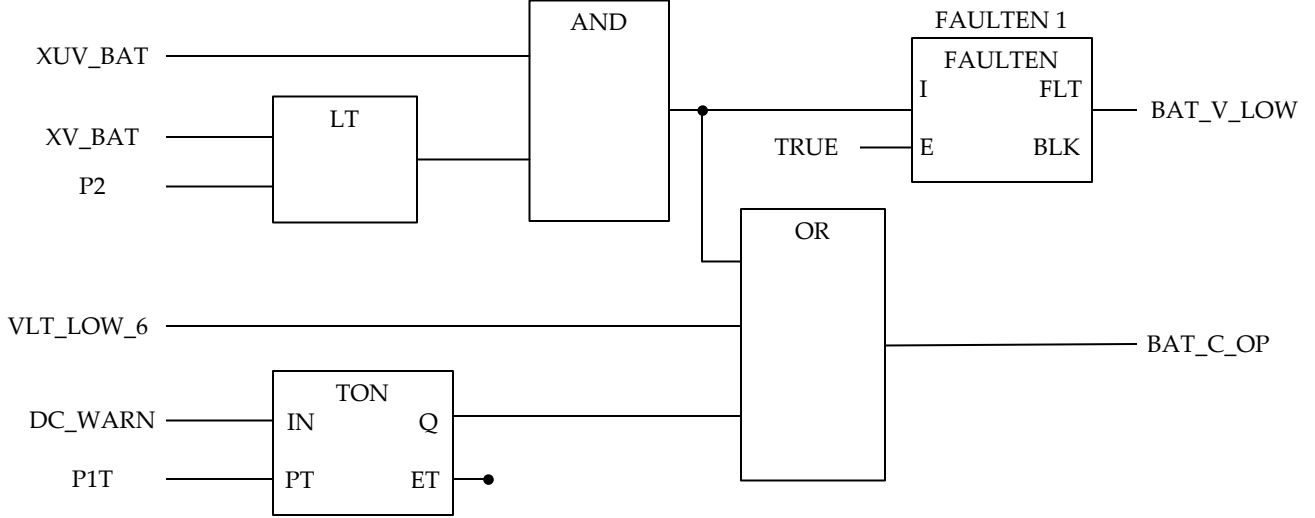 AND
FAULTEN 1
XUV_BAT
FAULTEN
I
FLT
BAT_V_LOW
LT
XV_BAT
TRUE
E
BLK
P2
OR
VLT_LOW_6
BAT_C_OP
TON
DC_WARN
IN
Q
P1T
PT
ET